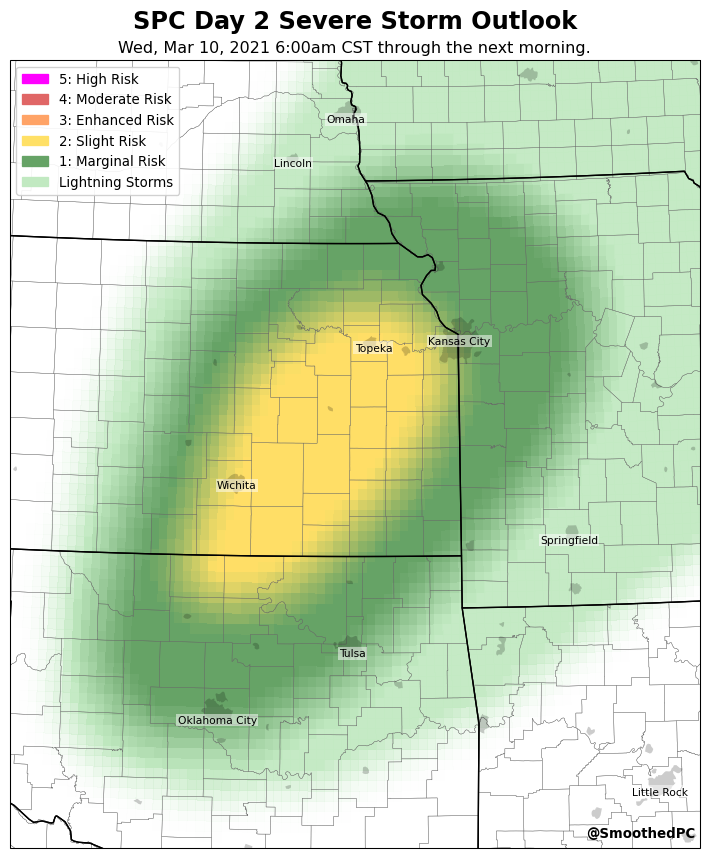 SPC Day 2 Severe Storm Outlook
Wed, Mar 10, 2021 6:00am CST through the next morning.
5: High Risk
4: Moderate Risk
3: Enhanced Risk
2: Slight Risk
1: Marginal Risk
Lightning Storms
Omaha
Lincoln
Kansas City
Topeka
Wichita
Springfield
Tulsa
Oklahoma City
Little Rock
@SmoothedPC